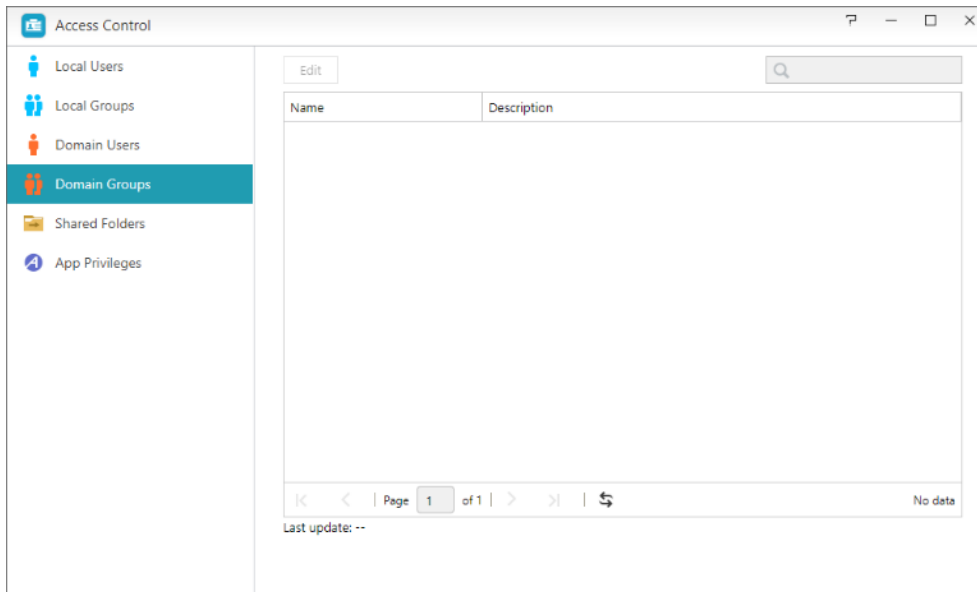 Access Control
Local Users
Local Groups
Domain Users
Domain Groups
Shared Folders
App Privileges
Edit
Name Description
Page 1 of 1 No data
Last update: --